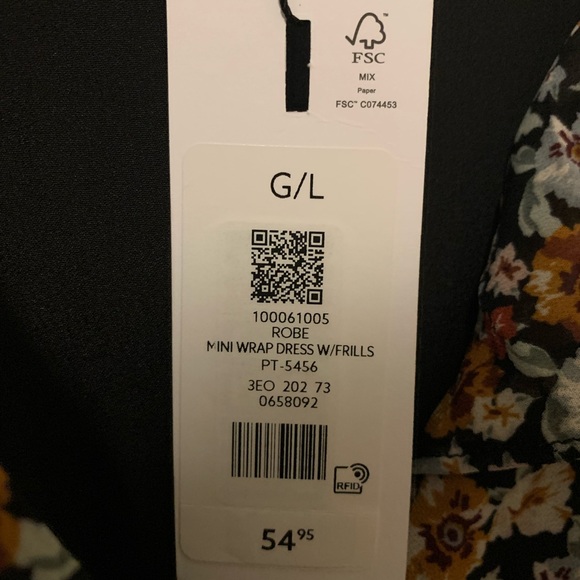 FSC
MIX
Paper
FSC™ C074453
G/L
100061005
ROBE
MINI WRAP DRESS W/FRILLS
PT-5456
3EO 202 73
0658092
RFID
54 95